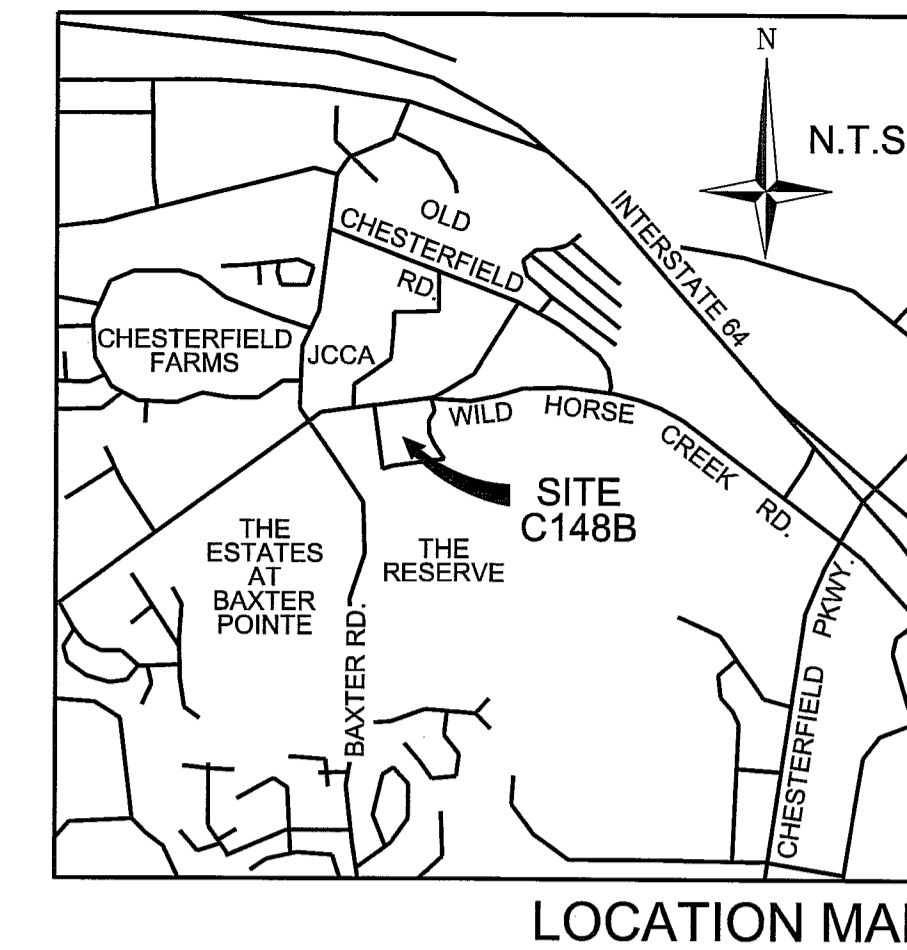 N
N.T.S
OLD
CHESTERFIELD
RD.
INTERSTATE 64
CHESTERFIELD
FARMS
JCCA
WILD HORSE
CREEK
RD.
SITE
C148B
THE
ESTATES
AT
BAXTER
POINTE
THE
RESERVE
BAXTER RD.
CHESTERFIELD PKWY.
LOCATION MA